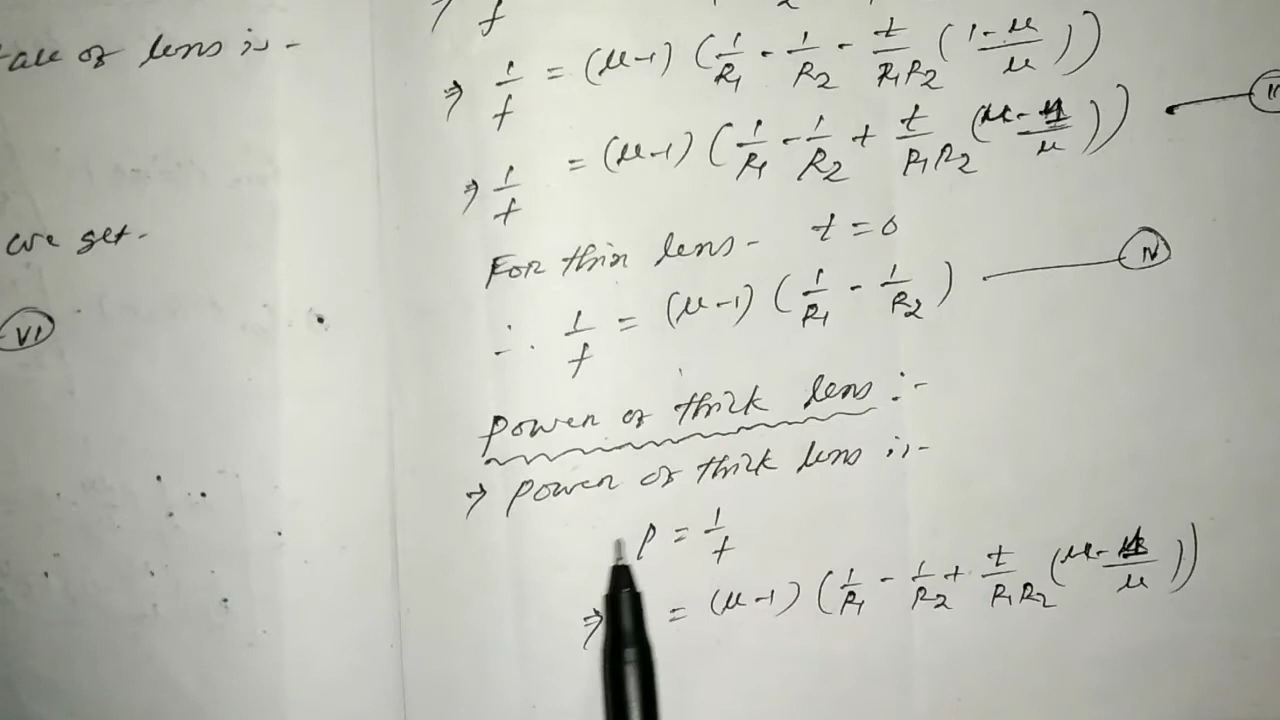 of lens is -
we get -
VI
f
⇒ 1/f = (μ-1) (1/R1 - 1/R2 - t/R1R2 (1-μ/μ))
⇒ 1/f = (μ-1) (1/R1 - 1/R2 + t/R1R2 (μ-1/μ))
For thin lens - t = 0
∴ 1/f = (μ-1) (1/R1 - 1/R2) IV
Power of thick lens :-
→ Power of thick lens is -
P = 1/f
⇒ = (μ-1) (1/R1 - 1/R2 + t/R1R2 (μ-1/μ))